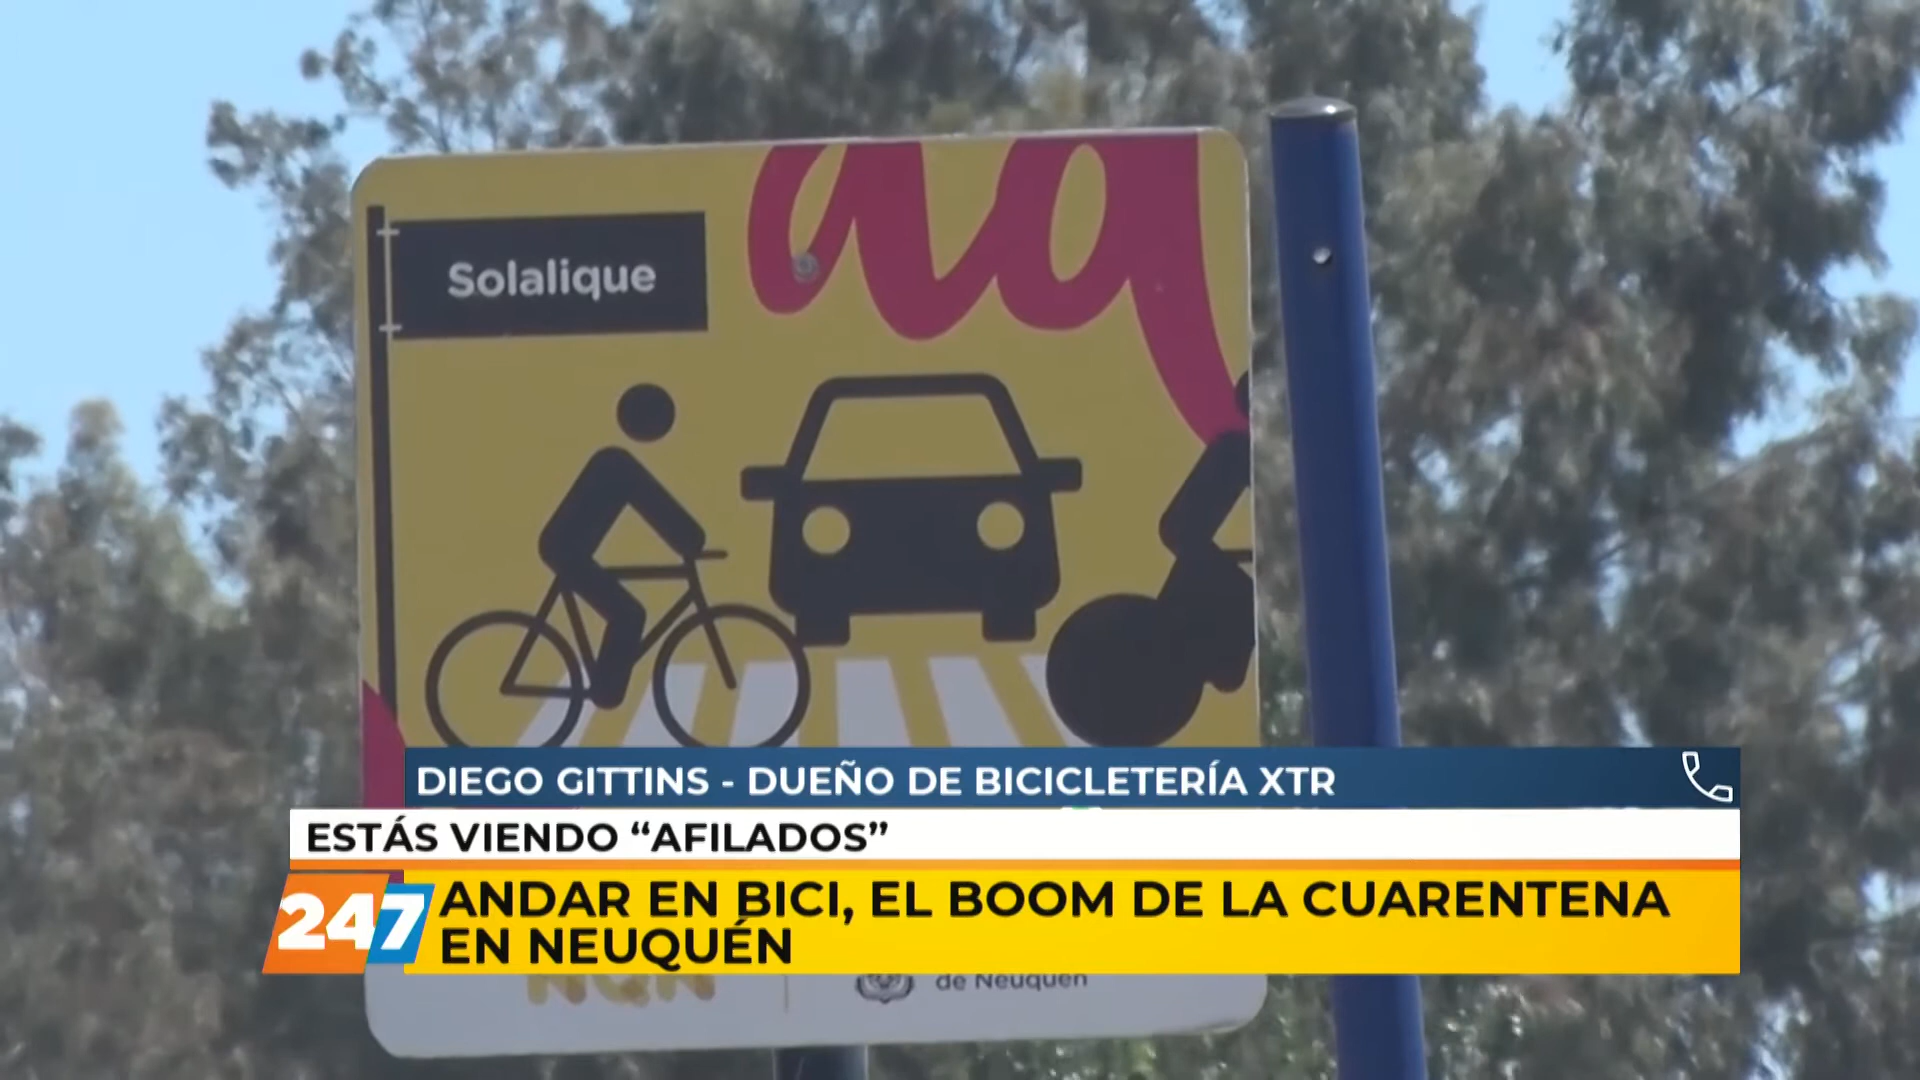 Solalique
DIEGO GITTINS - DUEÑO DE BICICLETERÍA XTR
ESTÁS VIENDO “AFILADOS”
247
ANDAR EN BICI, EL BOOM DE LA CUARENTENA
EN NEUQUÉN
de Neuquén